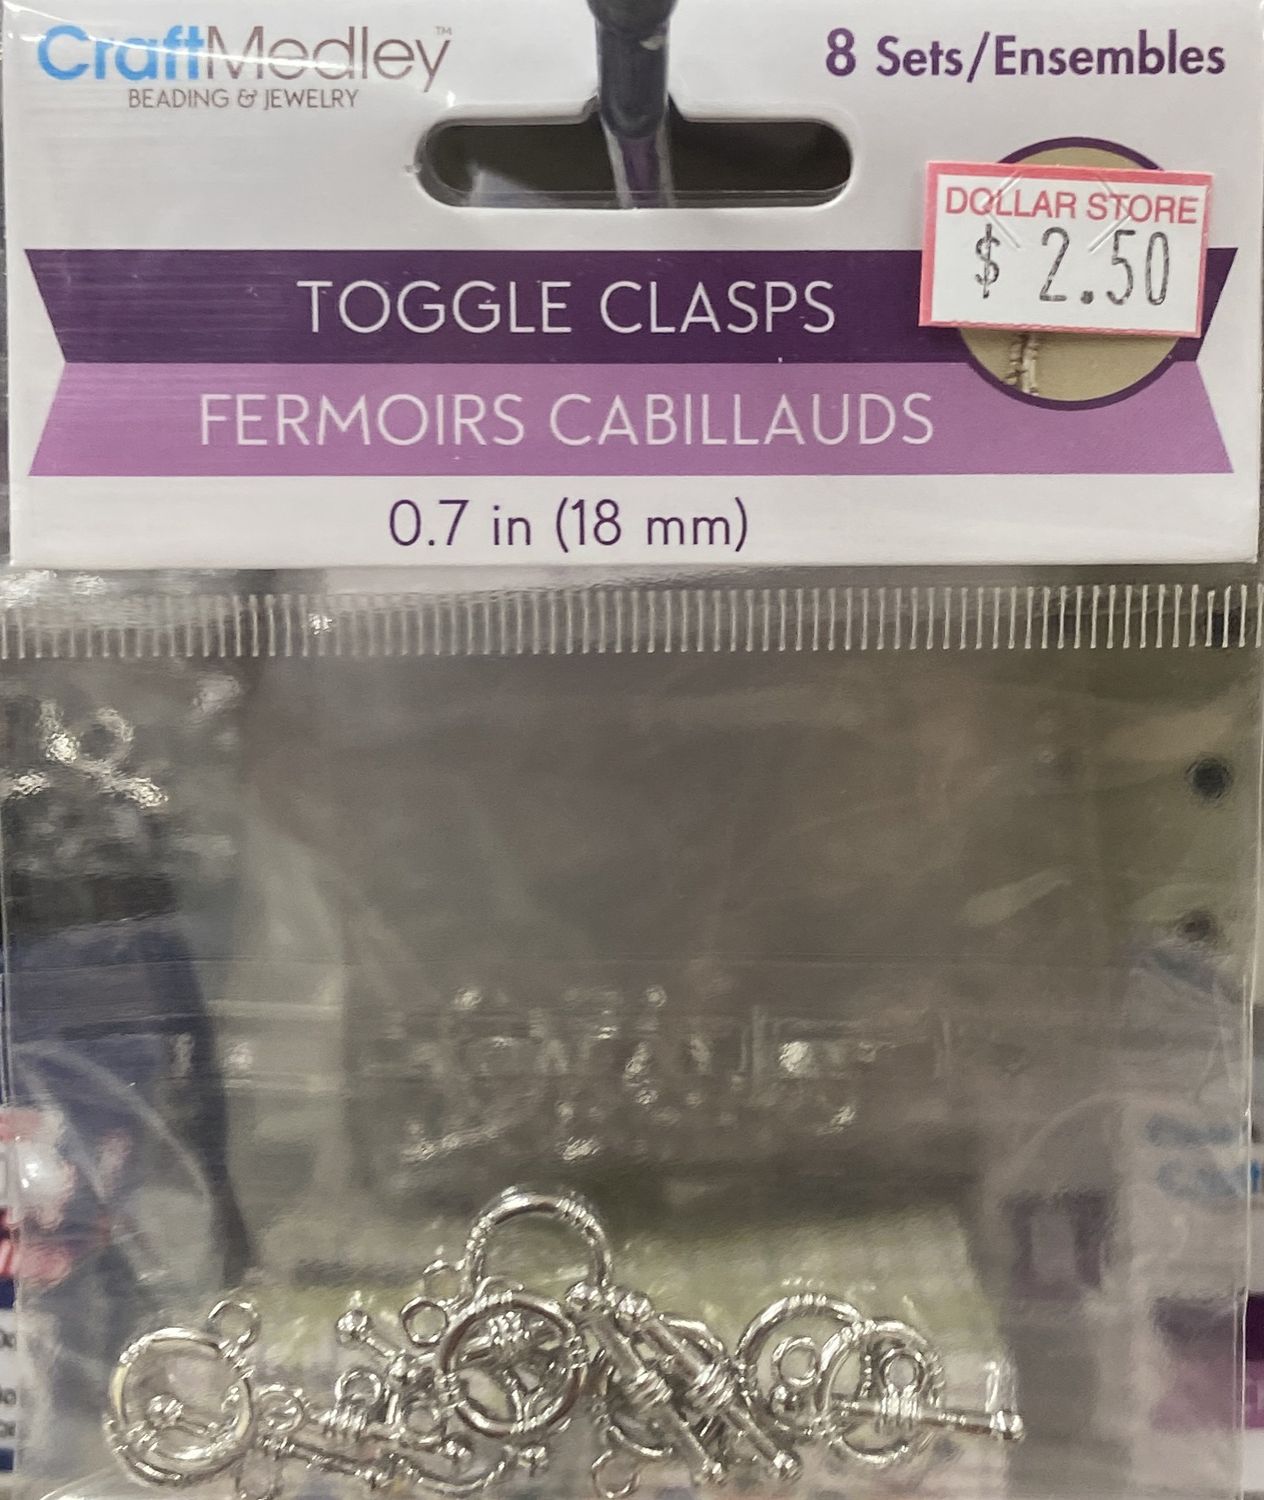 CraftMedley™
BEADING & JEWELRY
8 Sets/Ensembles
DOLLAR STORE
$ 2.50
TOGGLE CLASPS
FERMOIRS CABILLAUDS
0.7 in (18 mm)